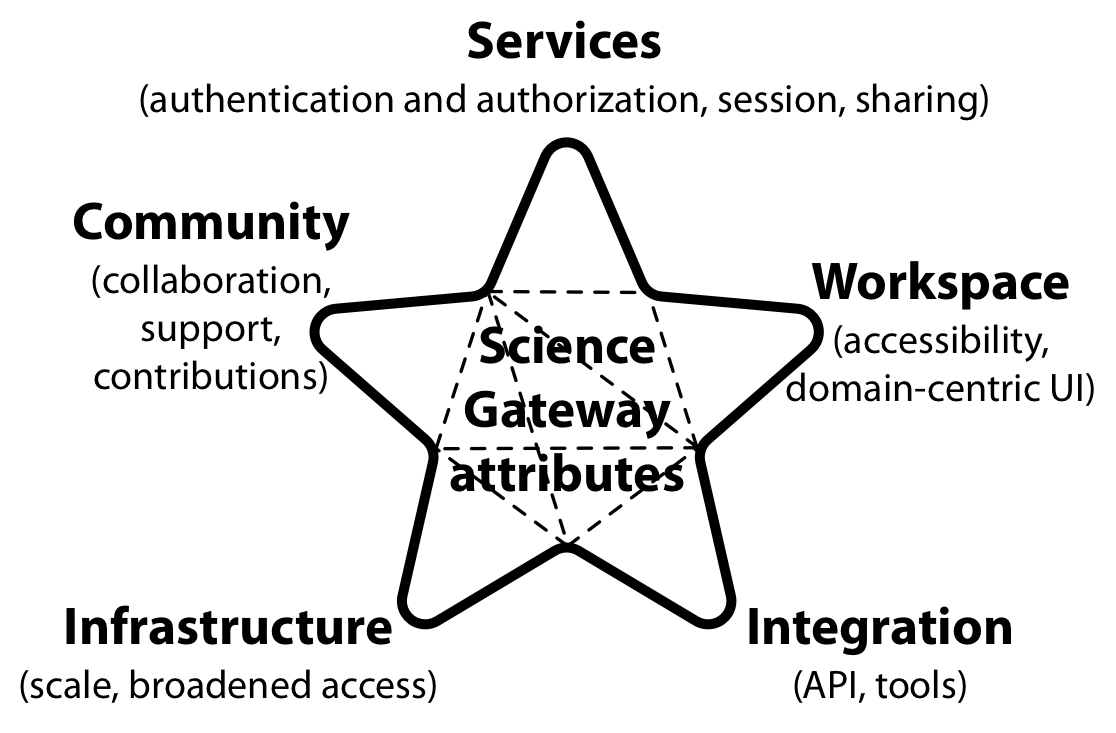 Services
(authentication and authorization, session, sharing)
Community
(collaboration,
support,
contributions)
Workspace
(accessibility,
domain-centric UI)
Science
Gateway
attributes
Infrastructure
(scale, broadened access)
Integration
(API, tools)